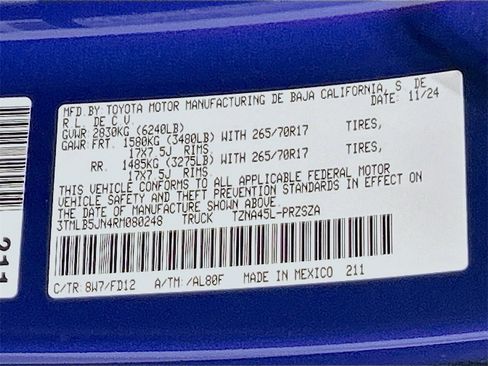 MFD.BY:TOYOTA MOTOR MANUFACTURING DE BAJA CALIFORNIA, S DE
R.L. DE C.V. DATE: 11/24
GVWR 2830KG (6240LB)
GAWR FRT. 1580KG (3480LB) WITH 265/70R17 TIRES,
17X7.5J RIMS.
RR. 1485KG (3275LB) WITH 265/70R17 TIRES,
17X7.5J RIMS.
THIS VEHICLE CONFORMS TO ALL APPLICABLE FEDERAL MOTOR
VEHICLE SAFETY AND THEFT PREVENTION STANDARDS IN EFFECT ON
THE DATE OF MANUFACTURE SHOWN ABOVE.
3TMLB5JN4RM080248 TRUCK TZNA45L-PRZSZA
C/TR: 8W7/FD12 A/TM: /AL80F MADE IN MEXICO 211
211